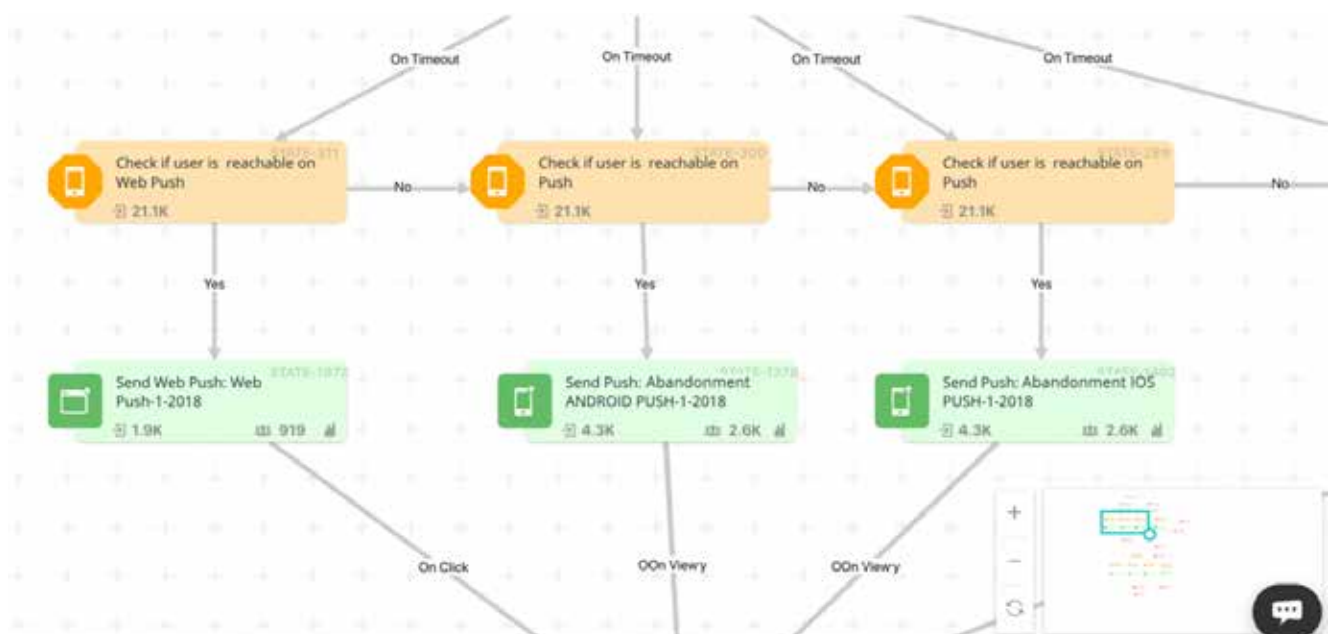 On Timeout
On Timeout
On Timeout
On Timeout
Check if user is reachable on
Web Push
21.1K
No
Check if user is reachable on
Push
21.1K
No
Check if user is reachable on
Push
21.1K
No
Yes
Yes
Yes
Send Web Push: Web
Push-1-2018
1.9K
919
Send Push: Abandonment
ANDROID PUSH-1-2018
4.3K
2.6K
Send Push: Abandonment IOS
PUSH-1-2018
4.3K
2.6K
On Click
OOn Viewy
OOn Viewy